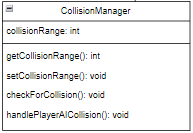 CollisionManager
collisionRange: int
getCollisionRange(): int
setCollisionRange(): void
checkForCollision(): void
handlePlayerAICollision(): void